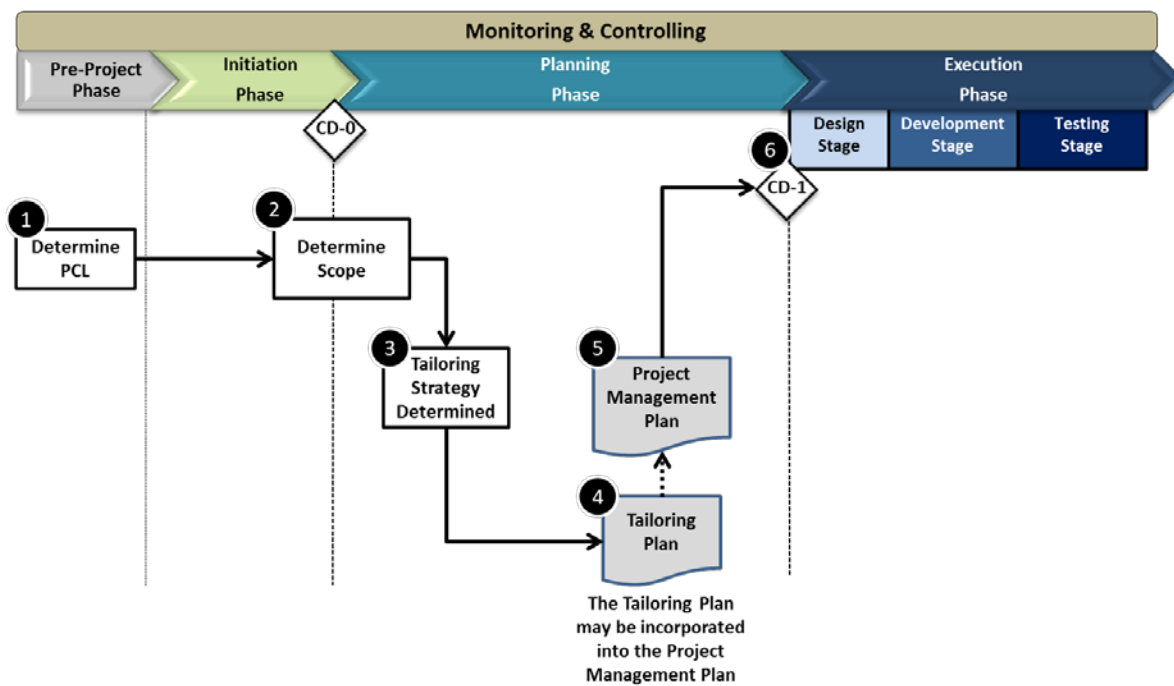 Monitoring & Controlling
Pre-Project
Phase
Initiation
Phase
Planning
Phase
Execution
Phase
CD-0
Design
Stage
Development
Stage
Testing
Stage
6
CD-1
1
Determine
PCL
2
Determine
Scope
3
Tailoring
Strategy
Determined
5
Project
Management
Plan
4
Tailoring
Plan
The Tailoring Plan
may be incorporated
into the Project
Management Plan